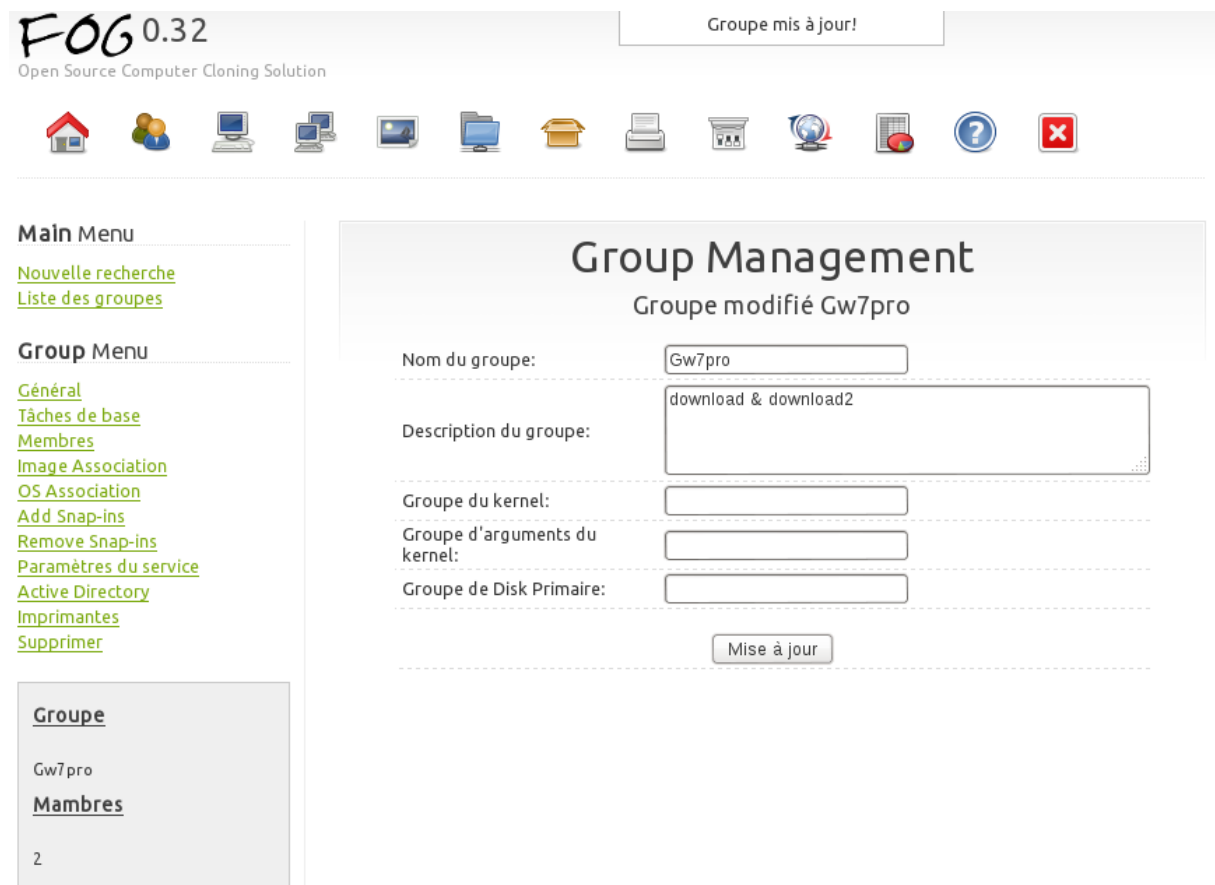 FOG 0.32
Groupe mis à jour!
Open Source Computer Cloning Solution
Main Menu
Nouvelle recherche
Liste des groupes
Group Menu
Général
Tâches de base
Membres
Image Association
OS Association
Add Snap-ins
Remove Snap-ins
Paramètres du service
Active Directory
Imprimantes
Supprimer
Groupe
Gw7pro
Mambres
2
Group Management
Groupe modifié Gw7pro
Nom du groupe: Gw7pro
Description du groupe: download & download2
Groupe du kernel:
Groupe d'arguments du
kernel:
Groupe de Disk Primaire:
Mise à jour